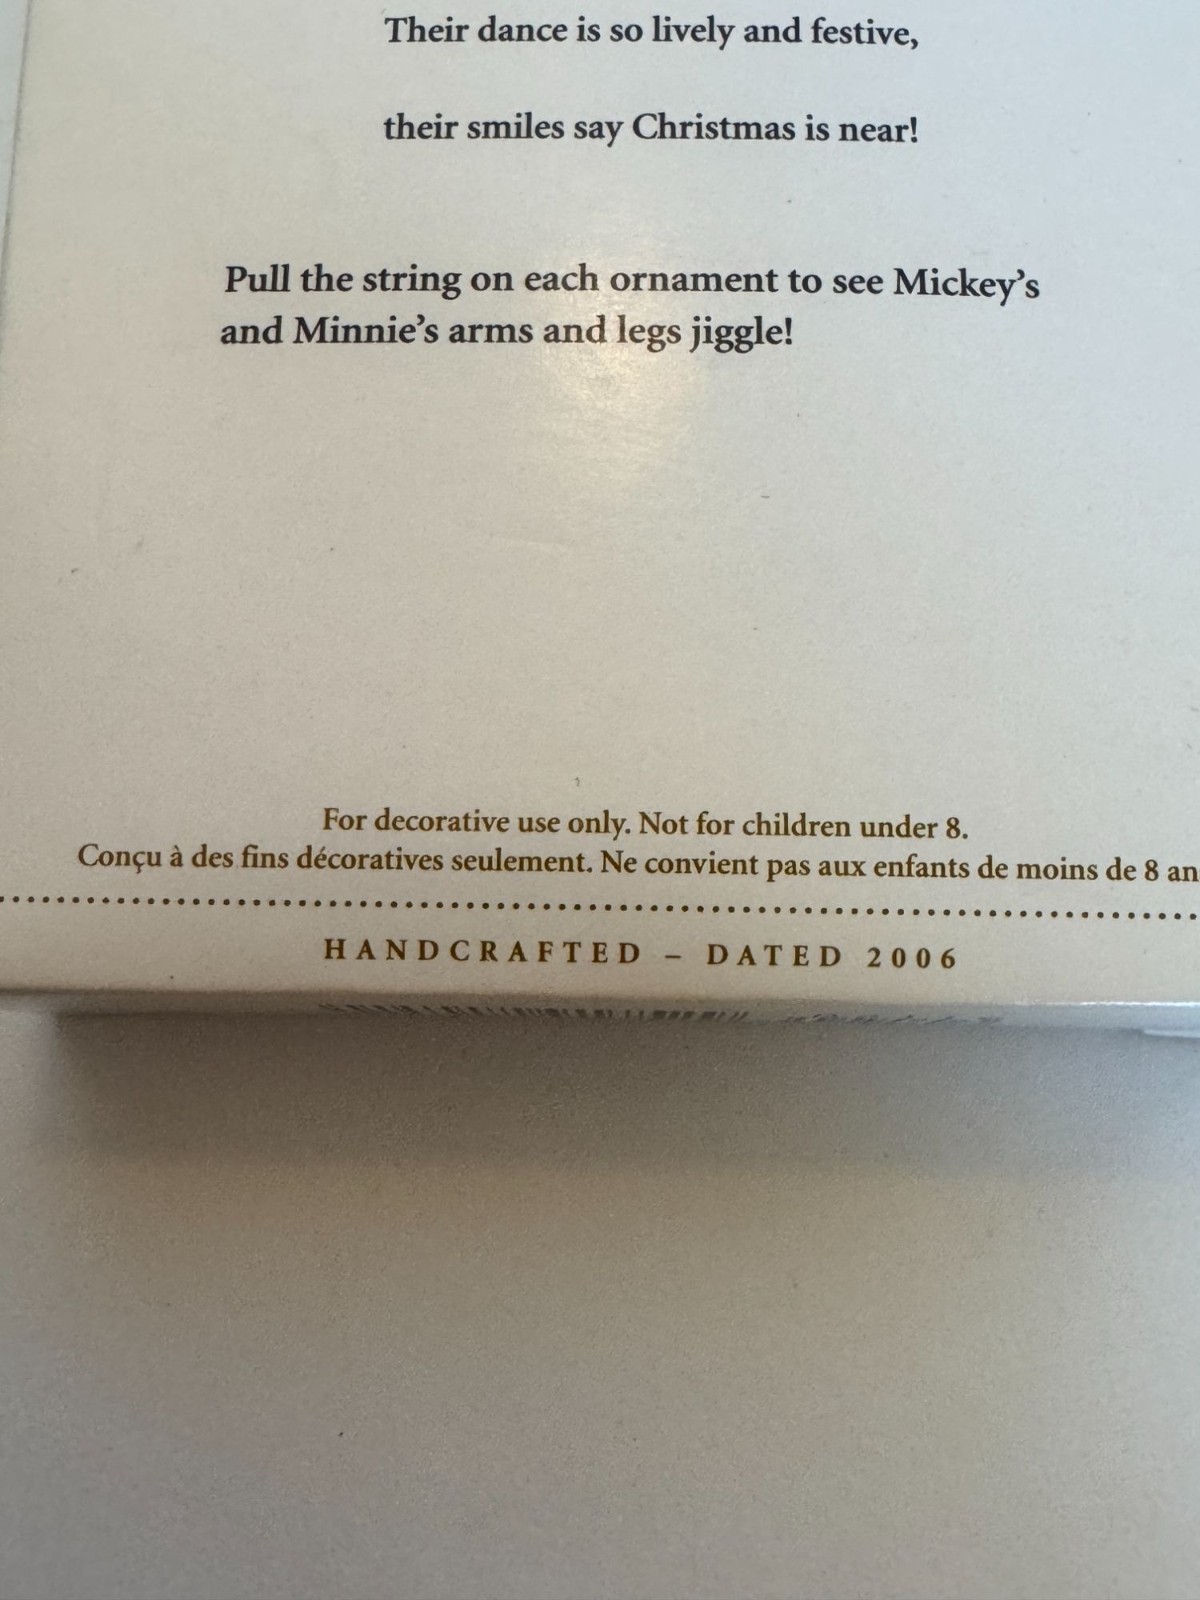 Their dance is so lively and festive,
their smiles say Christmas is near!
Pull the string on each ornament to see Mickey's
and Minnie's arms and legs jiggle!
For decorative use only. Not for children under 8.
Conçu à des fins décoratives seulement. Ne convient pas aux enfants de moins de 8 an
HANDCRAFTED – DATED 2006